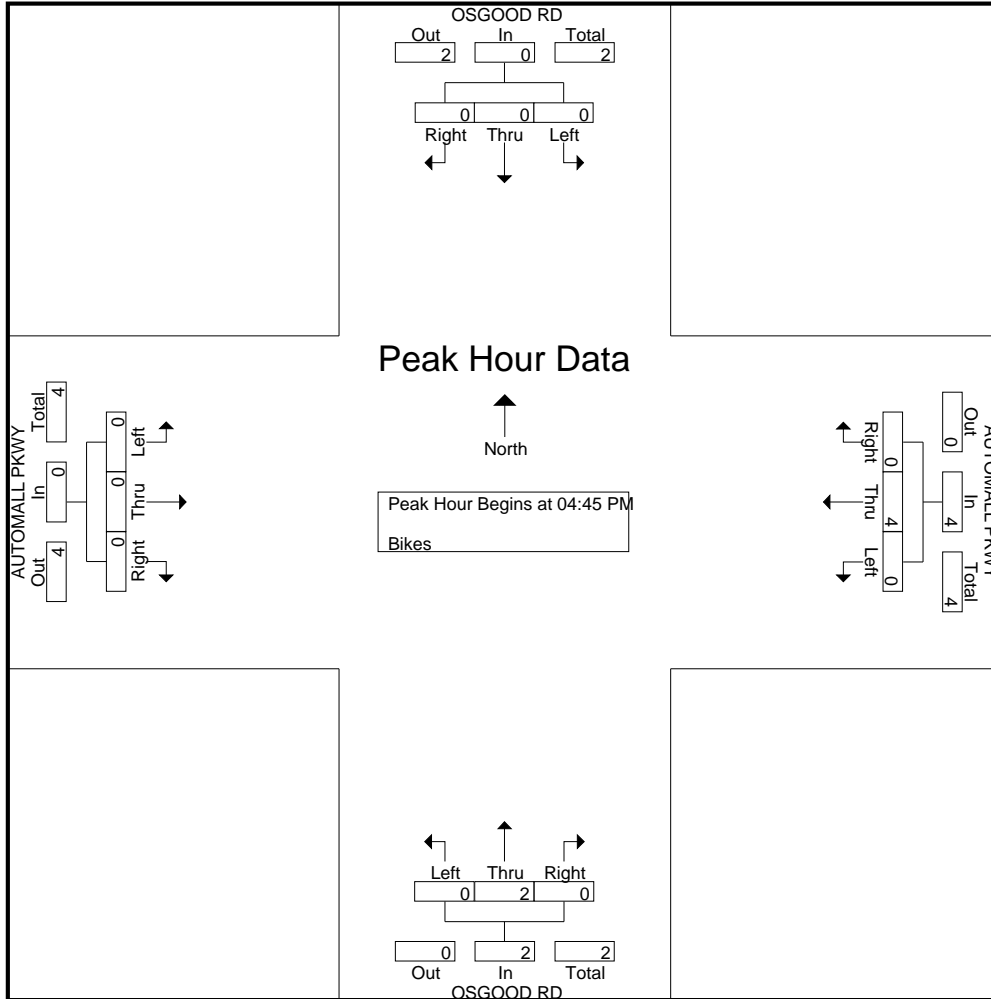 OSGOOD RD
Out In Total
2 0 2
0 0 0
Right Thru Left
Peak Hour Data
North
Peak Hour Begins at 04:45 PM
Bikes
AUTOMALL PKWY
Total In Out
4 0 4
0 0 0
Left Thru Right
AUTOMALL PKWY
Out In Total
0 4 4
0 4 0
Right Thru Left
Left Thru Right
0 2 0
0 2 2
Out In Total
OSGOOD RD